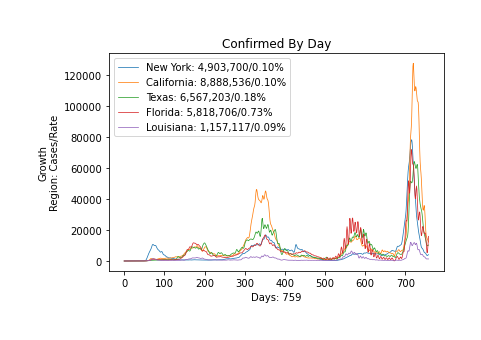 Confirmed By Day
New York: 4,903,700/0.10%
California: 8,888,536/0.10%
Texas: 6,567,203/0.18%
Florida: 5,818,706/0.73%
Louisiana: 1,157,117/0.09%
120000
100000
80000
60000
40000
20000
0
Growth
Region: Cases/Rate
0 100 200 300 400 500 600 700
Days: 759